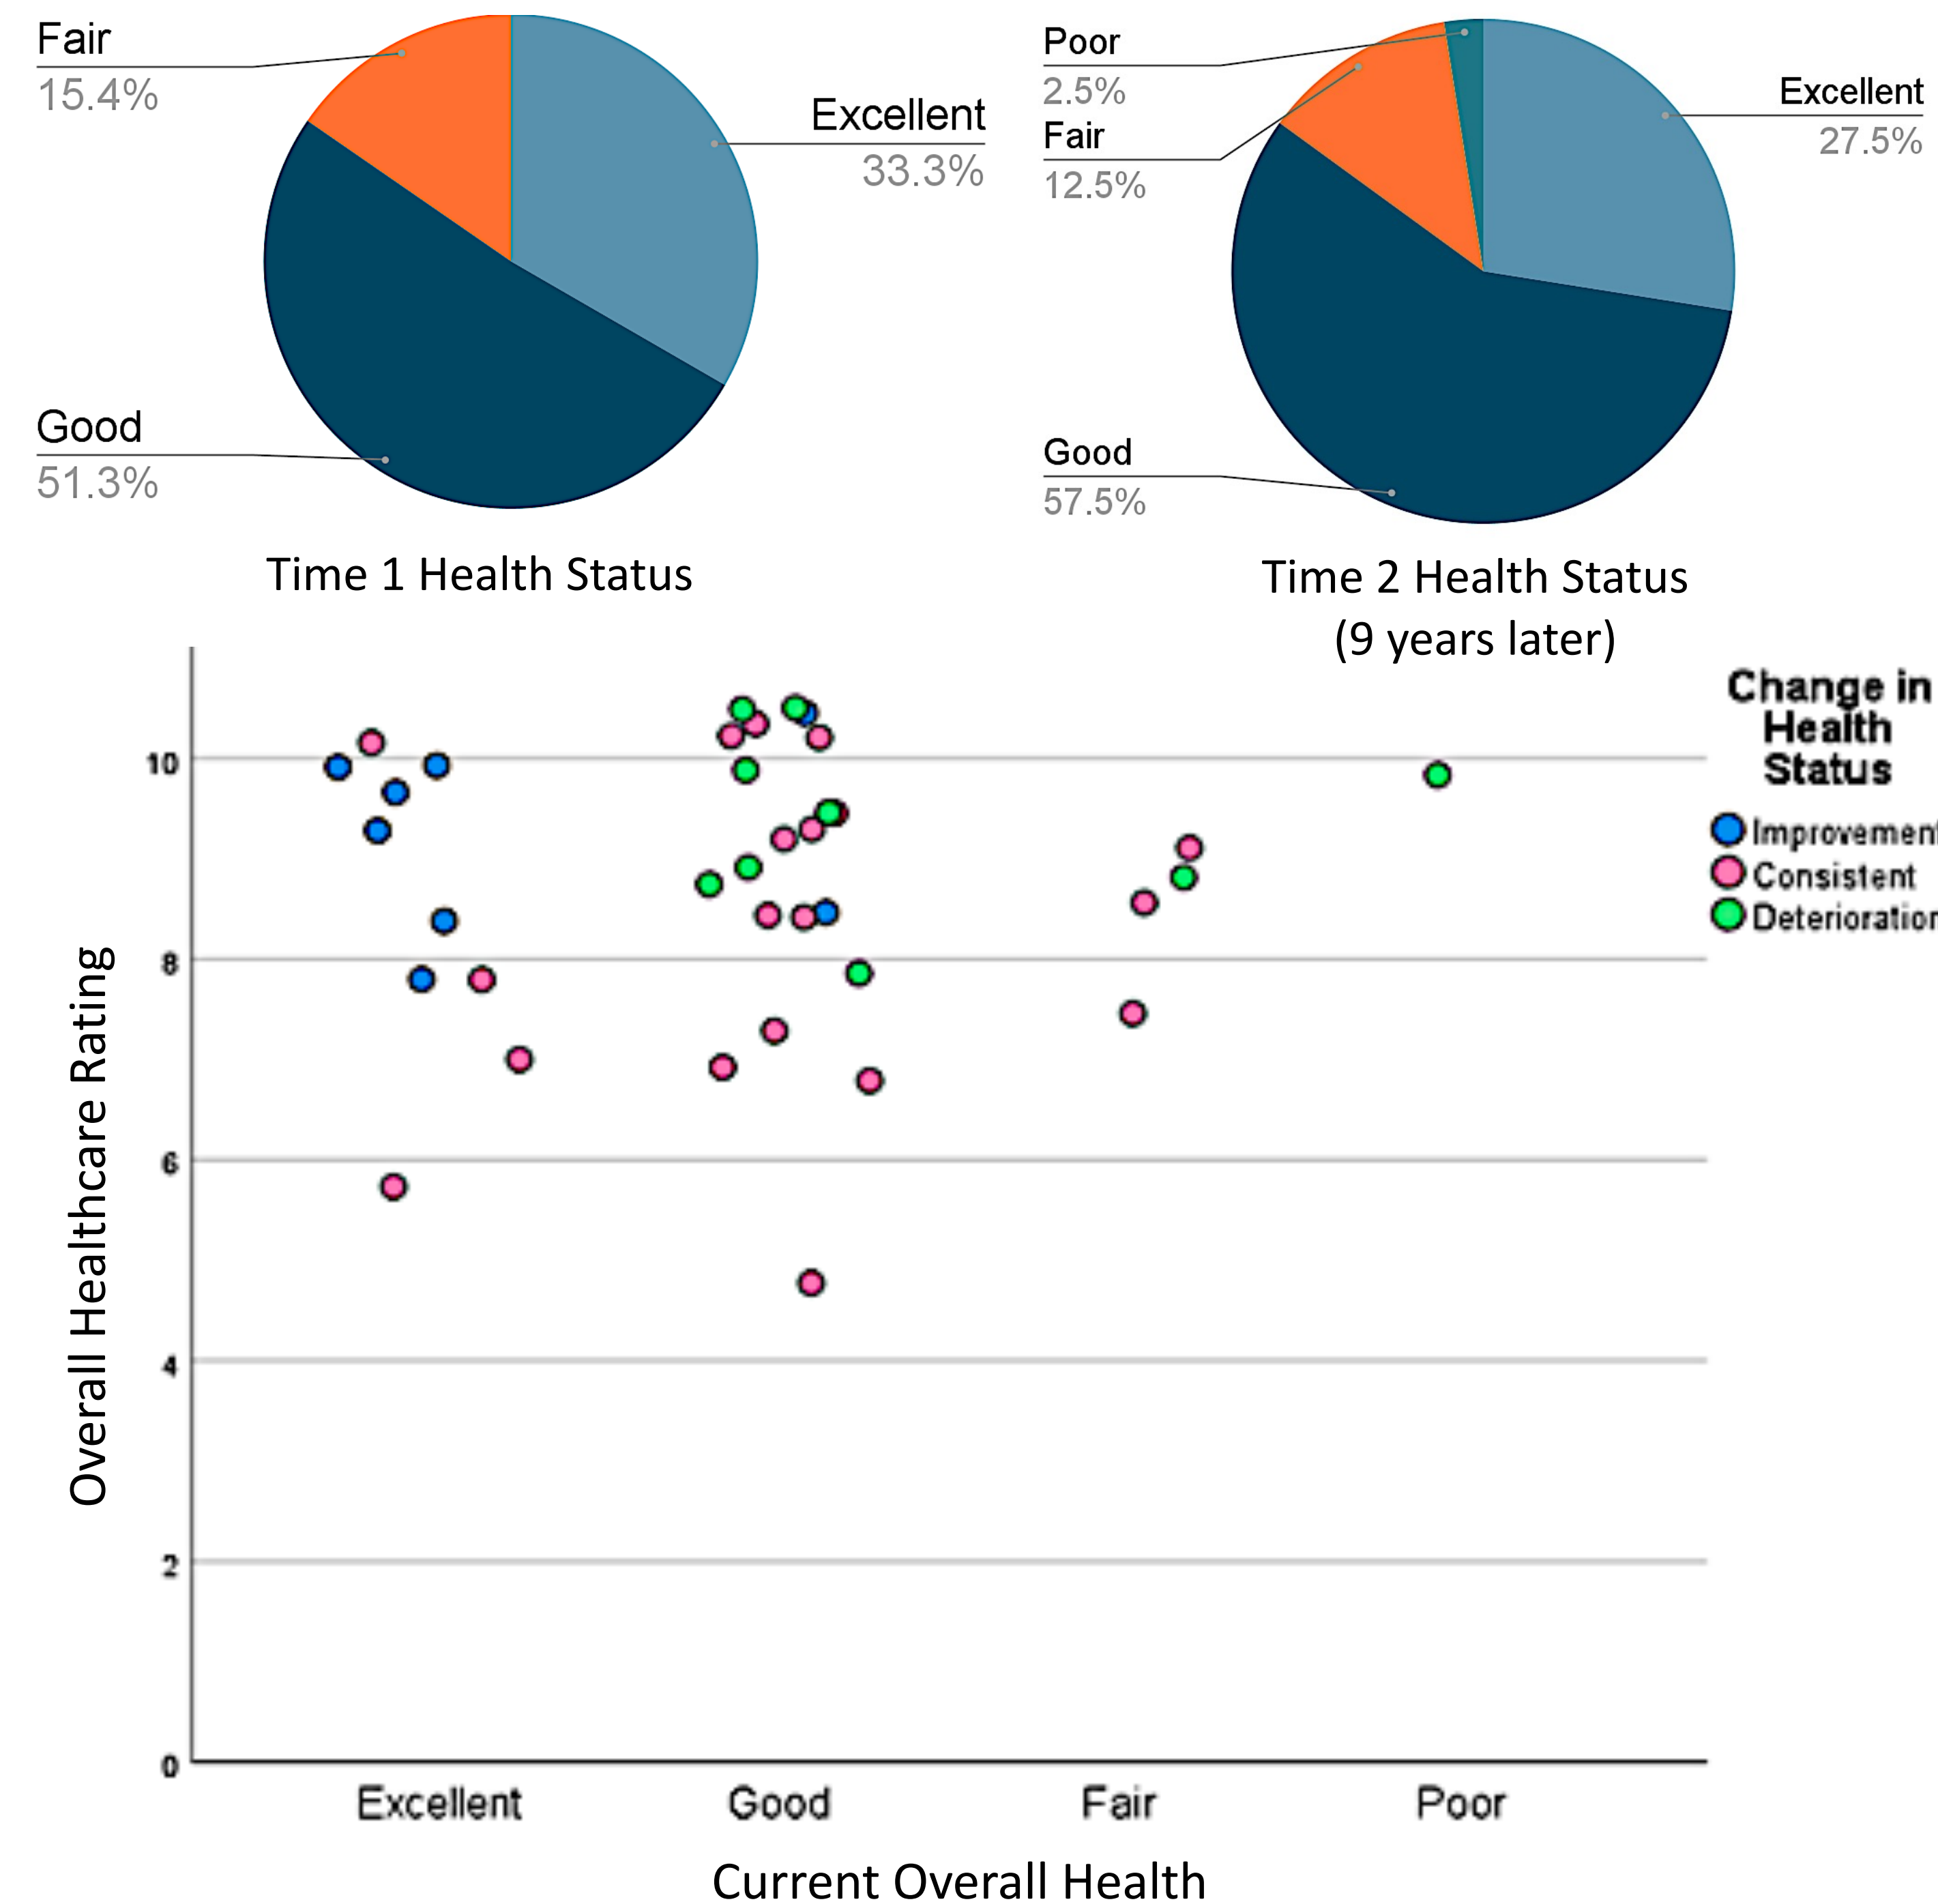 Fair
15.4%
Excellent
33.3%
Good
51.3%
Time 1 Health Status
Poor
2.5%
Fair
12.5%
Excellent
27.5%
Good
57.5%
Time 2 Health Status
(9 years later)
Overall Healthcare Rating
10
8
6
4
2
0
Excellent
Good
Fair
Poor
Current Overall Health
Change in
Health
Status
Improvement
Consistent
Deterioration